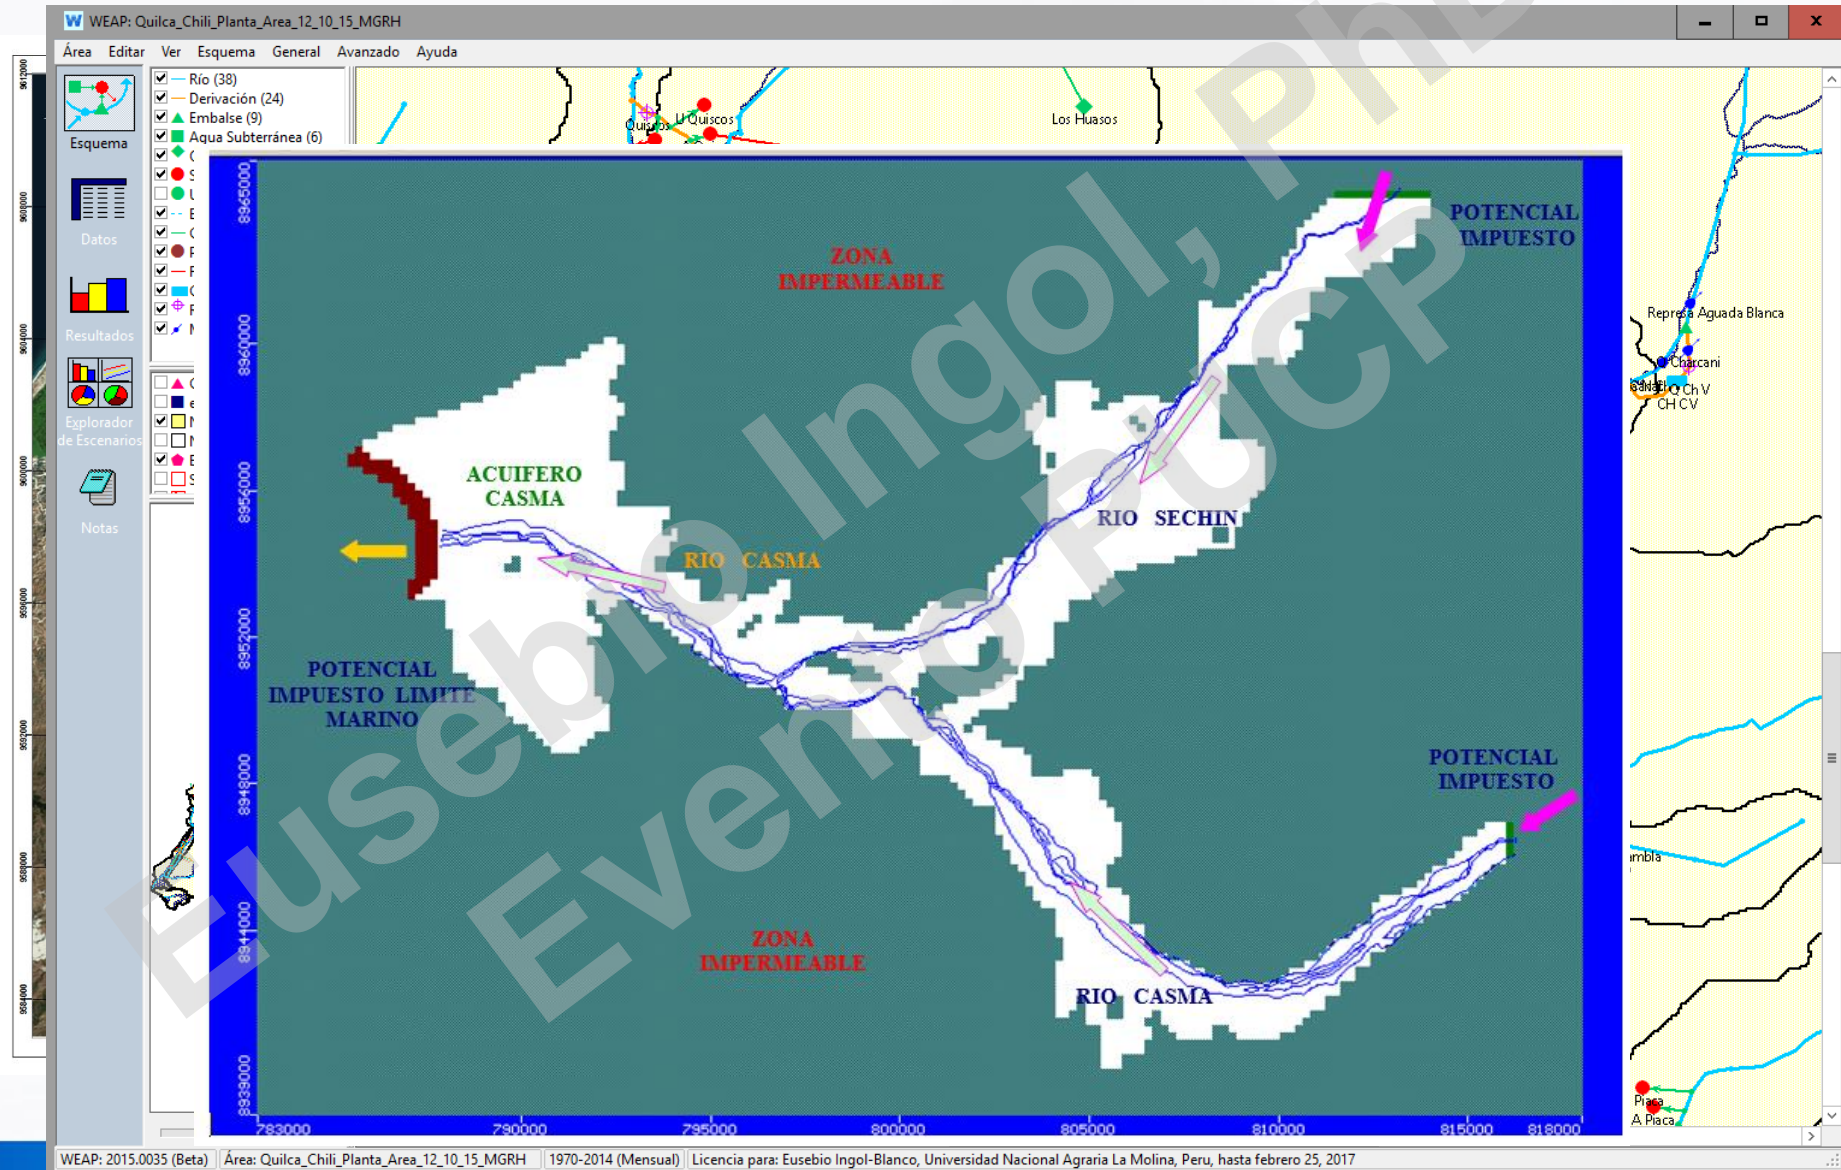 WEAP: Quilca_Chili_Planta_Area_12_10_15_MGRH
Área Editar Ver Esquema General Avanzado Ayuda
Esquema
Datos
Resultados
Explorador
de Escenarios
Notas
Río (38)
Derivación (24)
Embalse (9)
Agua Subterránea (6)
Quiscos
U Quiscos
Los Huasos
Represa Aguada Blanca
Charcani
Q Ch V
CH C V
Piaca
A Piaca
POTENCIAL
IMPUESTO
ZONA
IMPERMEABLE
ACUIFERO
CASMA
RIO SECHIN
RIO CASMA
POTENCIAL
IMPUESTO LIMITE
MARINO
POTENCIAL
IMPUESTO
ZONA
IMPERMEABLE
RIO CASMA
8965000
8960000
8956000
8952000
8948000
8944000
8939000
783000 790000 795000 800000 805000 810000 815000 818000
Eusebio Ingol, PhD
Evento PUCP
WEAP: 2015.0035 (Beta) Área: Quilca_Chili_Planta_Area_12_10_15_MGRH 1970-2014 (Mensual) Licencia para: Eusebio Ingol-Blanco, Universidad Nacional Agraria La Molina, Peru, hasta febrero 25, 2017